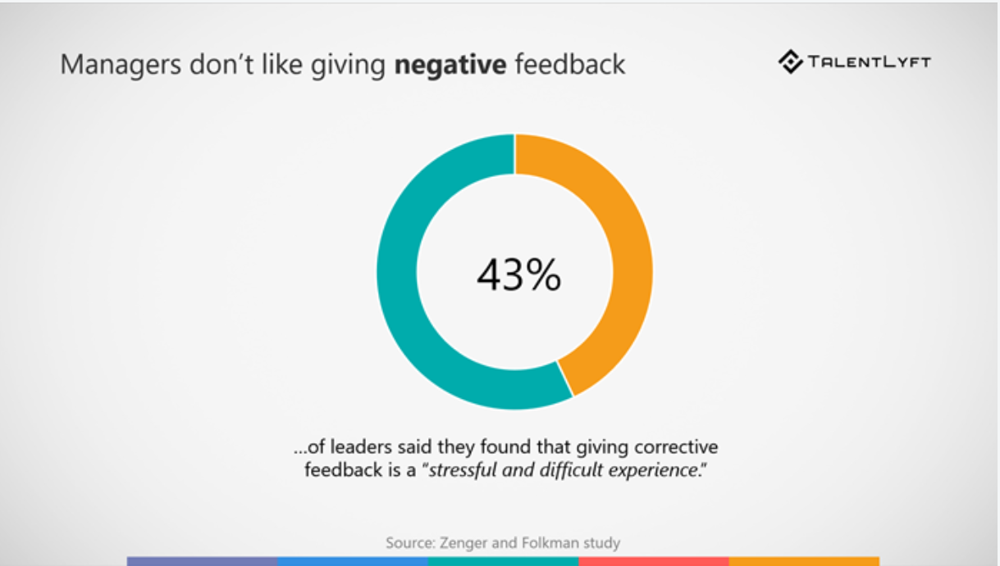 Managers don't like giving negative feedback
TALENTLYFT
43%
...of leaders said they found that giving corrective
feedback is a "stressful and difficult experience."
Source: Zenger and Folkman study